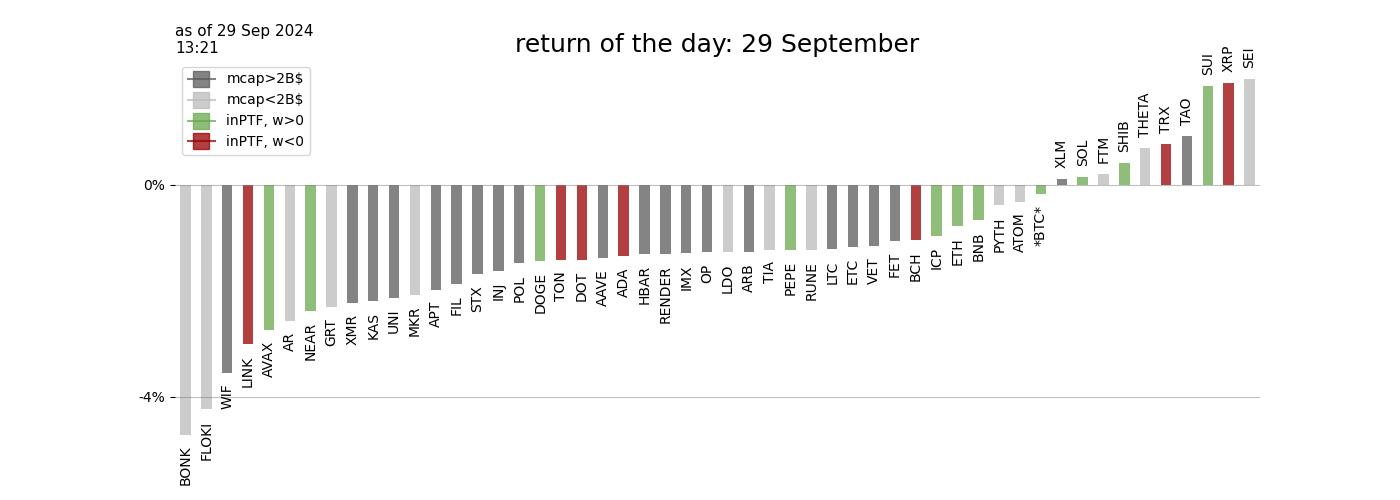 as of 29 Sep 2024
13:21
return of the day: 29 September
mcap>2B$
mcap<2B$
inPTF, w>0
inPTF, w<0
0%
-4%
BONK
FLOKI
WIF
LINK
AVAX
AR
NEAR
GRT
XMR
KAS
UNI
MKR
APT
FIL
STX
INJ
POL
DOGE
TON
DOT
AAVE
ADA
HBAR
RENDER
IMX
OP
LDO
ARB
TIA
PEPE
RUNE
LTC
ETC
VET
FET
BCH
ICP
ETH
BNB
PYTH
ATOM
*BTC*
XLM
SOL
FTM
SHIB
THETA
TRX
TAO
SUI
XRP
SEI